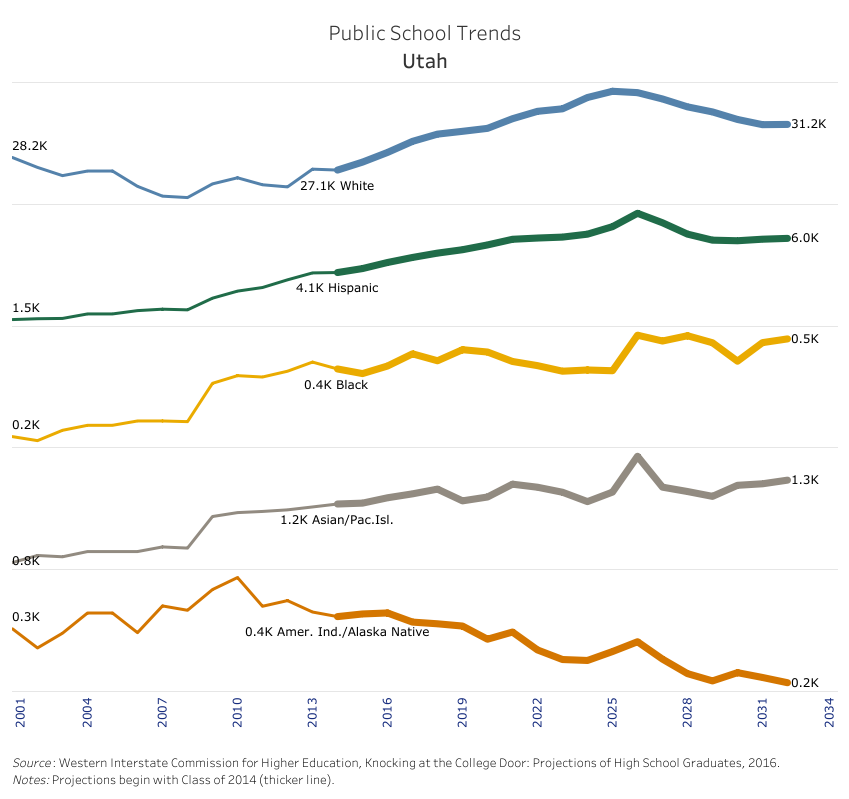 Public School Trends
Utah
28.2K
31.2K
27.1K White
6.0K
4.1K Hispanic
1.5K
0.5K
0.4K Black
0.2K
1.3K
1.2K Asian/Pac.Isl.
0.8K
0.3K
0.4K Amer. Ind./Alaska Native
0.2K
2001 2004 2007 2010 2013 2016 2019 2022 2025 2028 2031 2034
Source: Western Interstate Commission for Higher Education, Knocking at the College Door: Projections of High School Graduates, 2016.
Notes: Projections begin with Class of 2014 (thicker line).